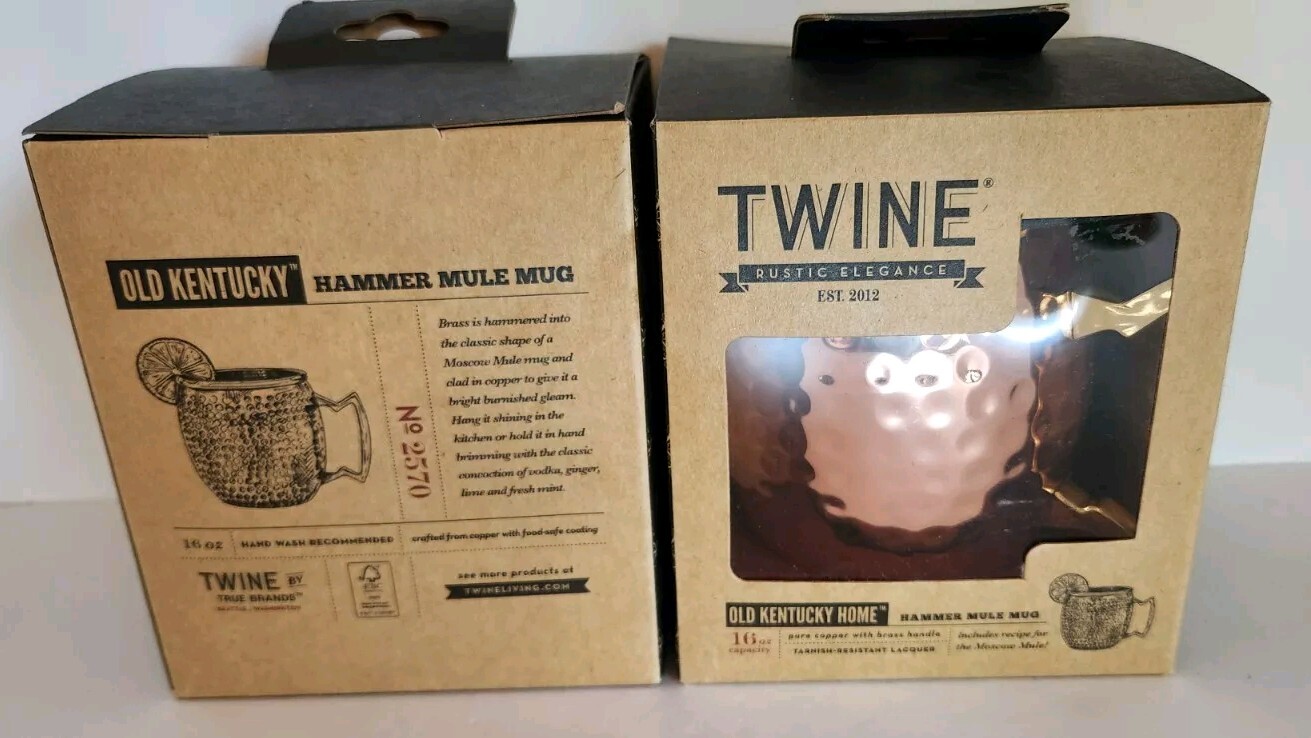 OLD KENTUCKY™ HAMMER MULE MUG
Brass is hammered into
the classic shape of a
Moscow Mule mug and
clad in copper to give it a
bright burnished gleam.
Hang it shining in the
kitchen or hold it in hand
brimming with the classic
concoction of vodka, ginger,
lime and fresh mint.
No 2570
16 oz HAND WASH RECOMMENDED crafted from copper with food-safe coating
TWINE BY
TRUE BRANDS™
SEATTLE, WASHINGTON
FSC
see more products at
TWINELIVING.COM
TWINE®
RUSTIC ELEGANCE
EST. 2012
OLD KENTUCKY HOME™ HAMMER MULE MUG
16 oz
capacity
pure copper with brass handle
TARNISH-RESISTANT LACQUER
includes recipe for
the Moscow Mule!